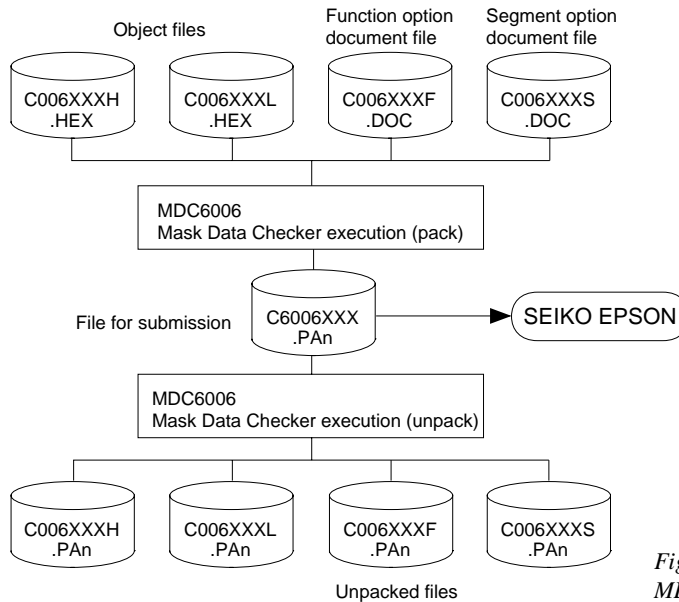 Object files
Function option
document file
Segment option
document file
C006XXXH
.HEX
C006XXXL
.HEX
C006XXXF
.DOC
C006XXXS
.DOC
MDC6006
Mask Data Checker execution (pack)
File for submission
C6006XXX
.PAn
SEIKO EPSON
MDC6006
Mask Data Checker execution (unpack)
C006XXXH
.PAn
C006XXXL
.PAn
C006XXXF
.PAn
C006XXXS
.PAn
Unpacked files